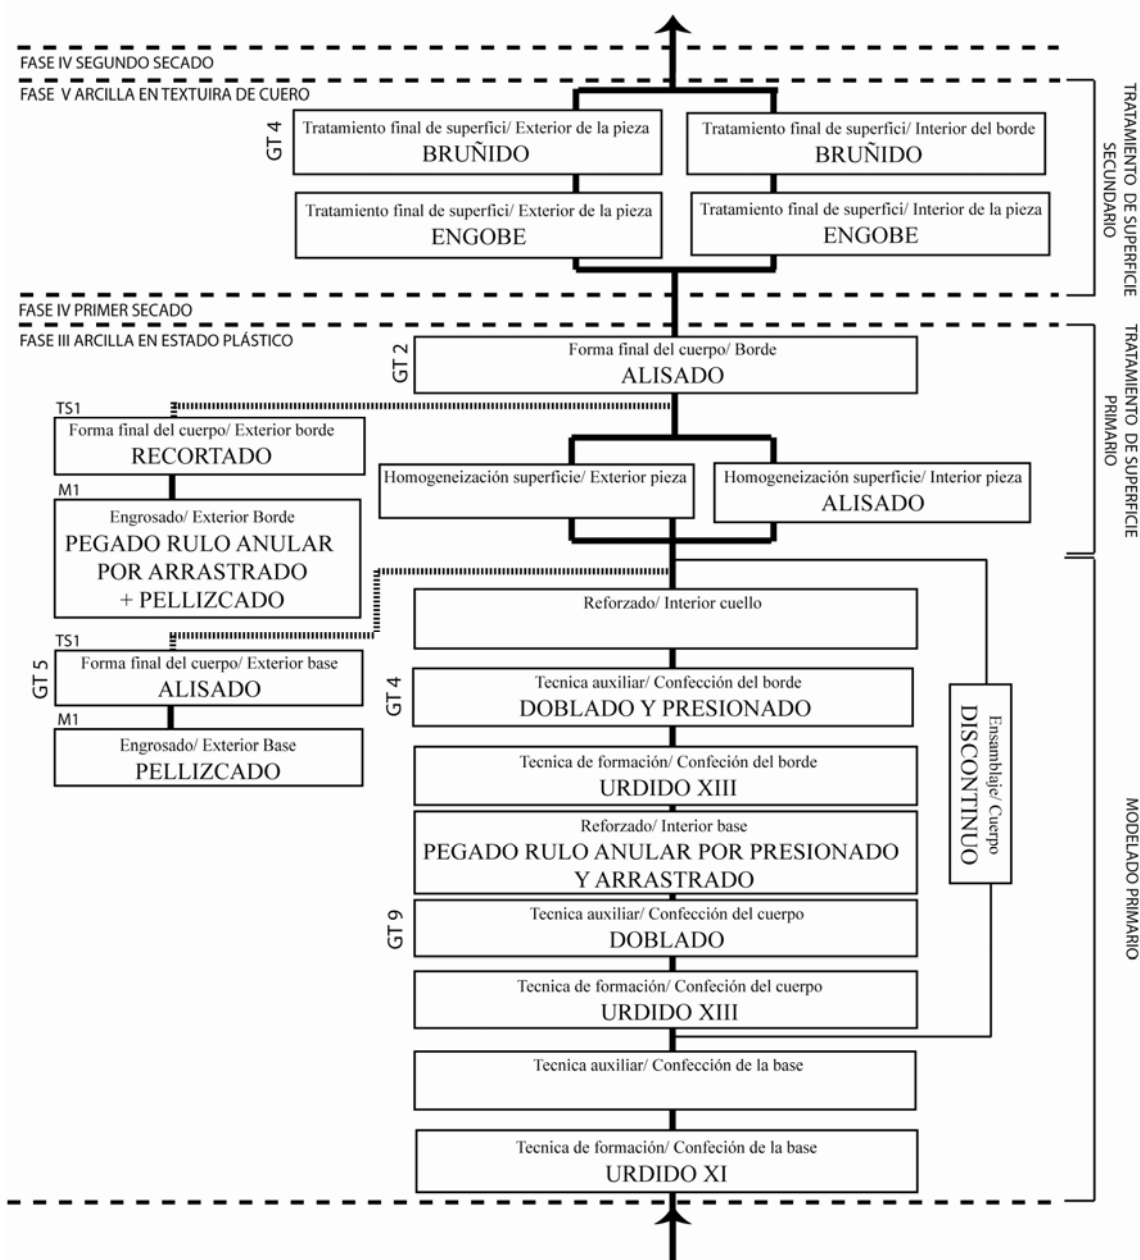 FASE IV SEGUNDO SECADO
FASE V ARCILLA EN TEXTUIRA DE CUERO
TRATAMIENTO DE SUPERFICIE
SECUNDARIO
GT 4
Tratamiento final de superfici/ Exterior de la pieza
BRUÑIDO
Tratamiento final de superfici/ Interior del borde
BRUÑIDO
Tratamiento final de superfici/ Exterior de la pieza
ENGOBE
Tratamiento final de superfici/ Interior de la pieza
ENGOBE
FASE IV PRIMER SECADO
FASE III ARCILLA EN ESTADO PLÁSTICO
TRATAMIENTO DE SUPERFICIE
PRIMARIO
GT 2
Forma final del cuerpo/ Borde
ALISADO
TS1
Forma final del cuerpo/ Exterior borde
RECORTADO
Homogeneización superficie/ Exterior pieza
Homogeneización superficie/ Interior pieza
ALISADO
M1
Engrosado/ Exterior Borde
PEGADO RULO ANULAR
POR ARRASTRADO
+ PELLIZCADO
MODELADO PRIMARIO
Reforzado/ Interior cuello
TS1
GT 5
Forma final del cuerpo/ Exterior base
ALISADO
M1
Engrosado/ Exterior Base
PELLIZCADO
GT 4
Tecnica auxiliar/ Confección del borde
DOBLADO Y PRESIONADO
Ensamblaje/ Cuerpo
DISCONTINUO
Tecnica de formación/ Confeción del borde
URDIDO XIII
Reforzado/ Interior base
PEGADO RULO ANULAR POR PRESIONADO
Y ARRASTRADO
GT 9
Tecnica auxiliar/ Confección del cuerpo
DOBLADO
Tecnica de formación/ Confeción del cuerpo
URDIDO XIII
Tecnica auxiliar/ Confección de la base
Tecnica de formación/ Confeción de la base
URDIDO XI